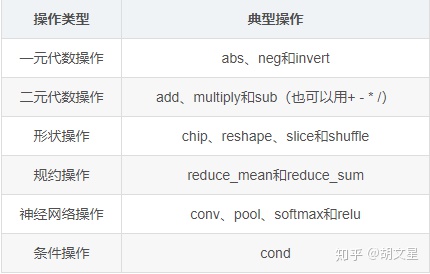 操作类型 典型操作
一元代数操作 abs、neg和invert
二元代数操作 add、multiply和sub（也可以用+ - * /）
形状操作 chip、reshape、slice和shuffle
规约操作 reduce_mean和reduce_sum
神经网络操作 conv、pool、softmax和relu
条件操作 cond
知乎 @胡文星